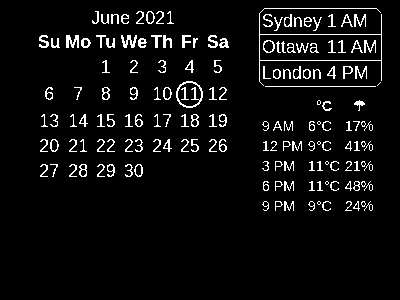 June 2021
Su Mo Tu We Th Fr Sa
1 2 3 4 5
6 7 8 9 10 11 12
13 14 15 16 17 18 19
20 21 22 23 24 25 26
27 28 29 30
Sydney 1 AM
Ottawa 11 AM
London 4 PM
°C ☂
9 AM 6°C 17%
12 PM 9°C 41%
3 PM 11°C 21%
6 PM 11°C 48%
9 PM 9°C 24%